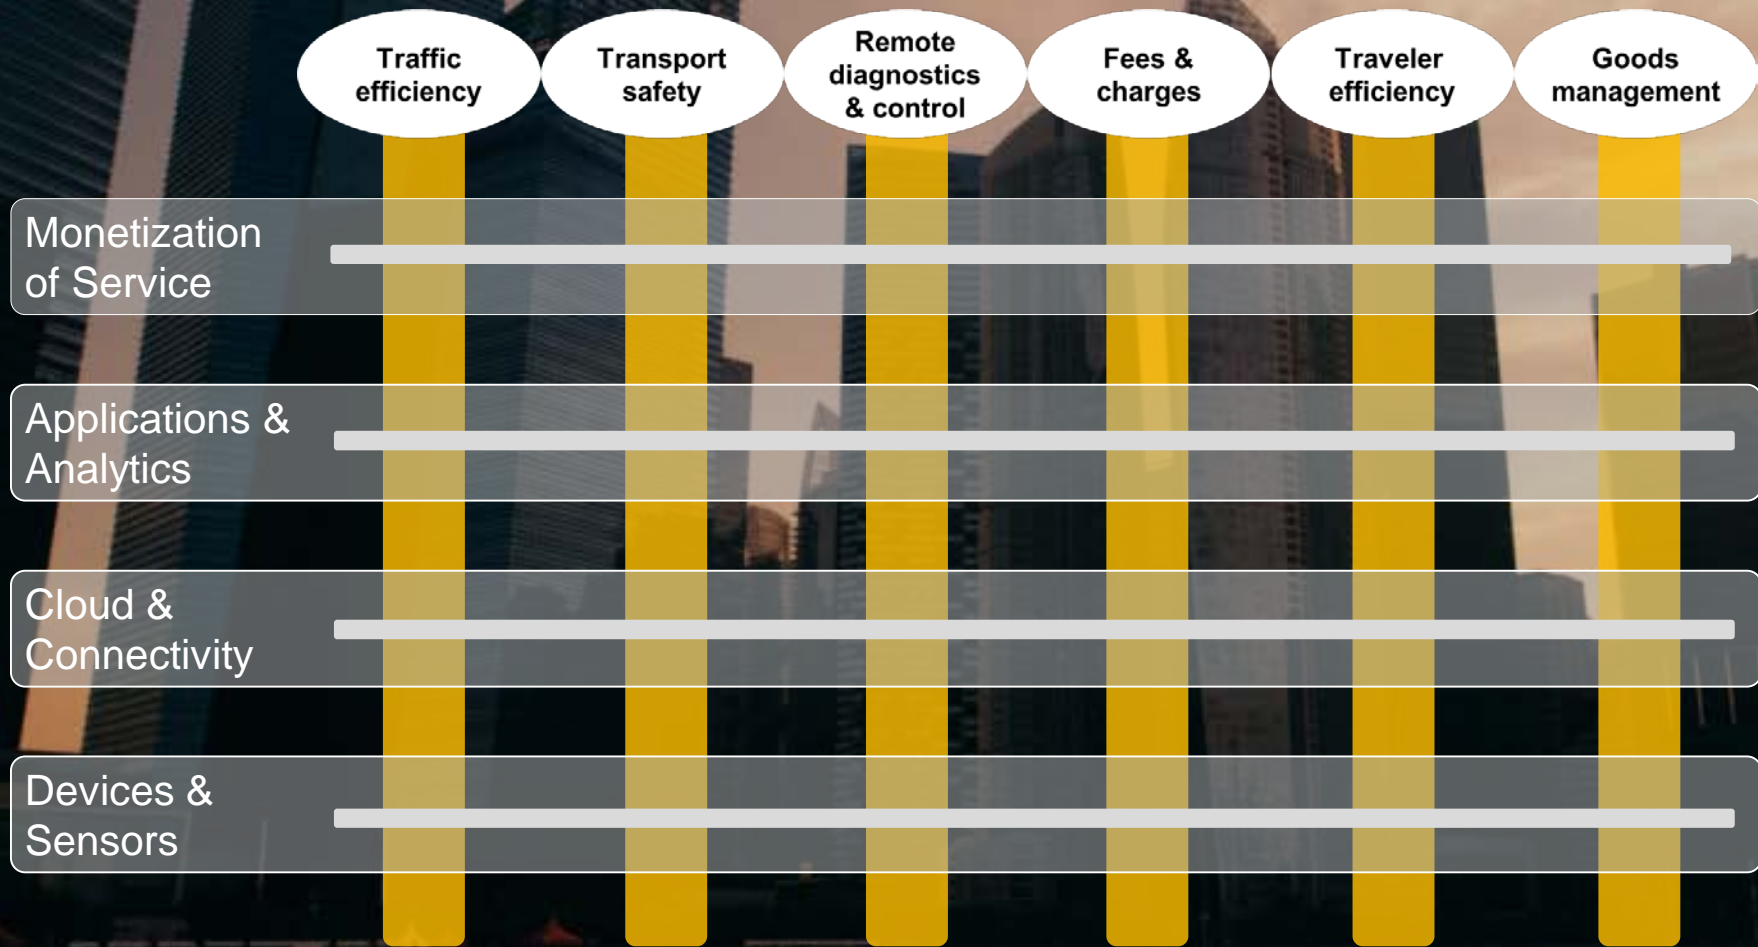 Traffic
efficiency
Transport
safety
Remote
diagnostics
& control
Fees &
charges
Traveler
efficiency
Goods
management
Monetization
of Service
Applications &
Analytics
Cloud &
Connectivity
Devices &
Sensors